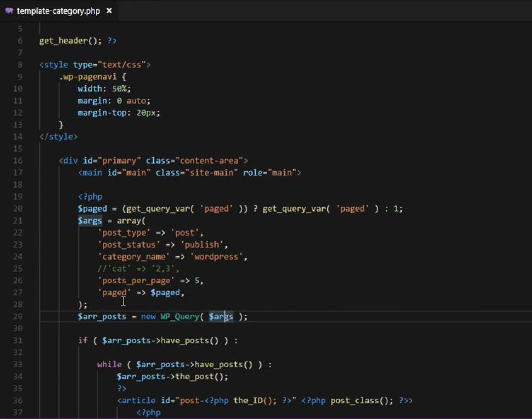 template-category.php ×
5
6 get_header(); ?>
7
8 <style type="text/css">
9 .wp-pagenavi {
10 width: 50%;
11 margin: 0 auto;
12 margin-top: 20px;
13 }
14 </style>
15
16 <div id="primary" class="content-area">
17 <main id="main" class="site-main" role="main">
18
19 <?php
20 $paged = (get_query_var( 'paged' )) ? get_query_var( 'paged' ) : 1;
21 $args = array(
22 'post_type' => 'post',
23 'post_status' => 'publish',
24 'category_name' => 'wordpress',
25 //'cat' => '2,3',
26 'posts_per_page' => 5,
27 'paged' => $paged,
28 );
29 $arr_posts = new WP_Query( $args );
30
31 if ( $arr_posts->have_posts() ) :
32
33 while ( $arr_posts->have_posts() ) :
34 $arr_posts->the_post();
35 ?>
36 <article id="post-<?php the_ID(); ?>" <?php post_class(); ?>>
37 <?php